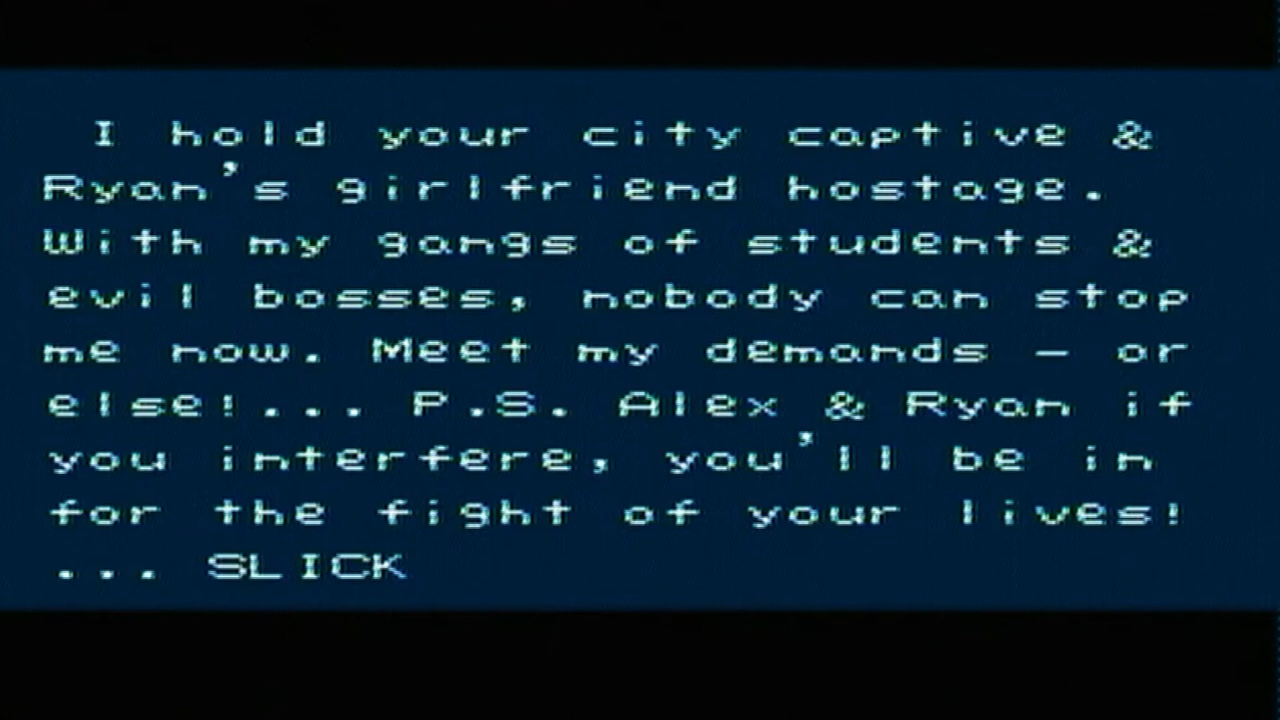 I hold your city captive &
Ryan's girlfriend hostage.
With my gangs of students &
evil bosses, nobody can stop
me now. Meet my demands - or
else!... P.S. Alex & Ryan if
you interfere, you'll be in
for the fight of your lives!
... SLICK